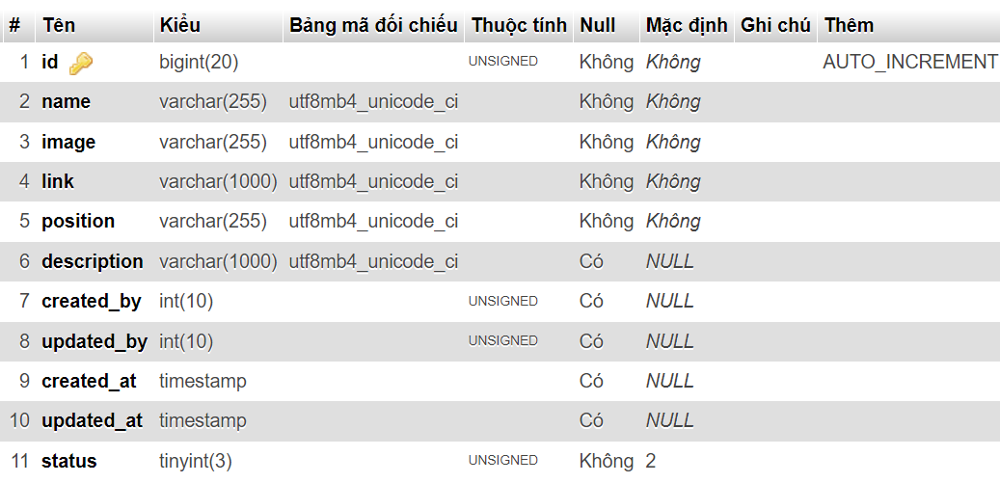 # Tên Kiểu Bảng mã đối chiếu Thuộc tính Null Mặc định Ghi chú Thêm
1 id bigint(20) UNSIGNED Không Không AUTO_INCREMENT
2 name varchar(255) utf8mb4_unicode_ci Không Không
3 image varchar(255) utf8mb4_unicode_ci Không Không
4 link varchar(1000) utf8mb4_unicode_ci Không Không
5 position varchar(255) utf8mb4_unicode_ci Không Không
6 description varchar(1000) utf8mb4_unicode_ci Có NULL
7 created_by int(10) UNSIGNED Có NULL
8 updated_by int(10) UNSIGNED Có NULL
9 created_at timestamp Có NULL
10 updated_at timestamp Có NULL
11 status tinyint(3) UNSIGNED Không 2